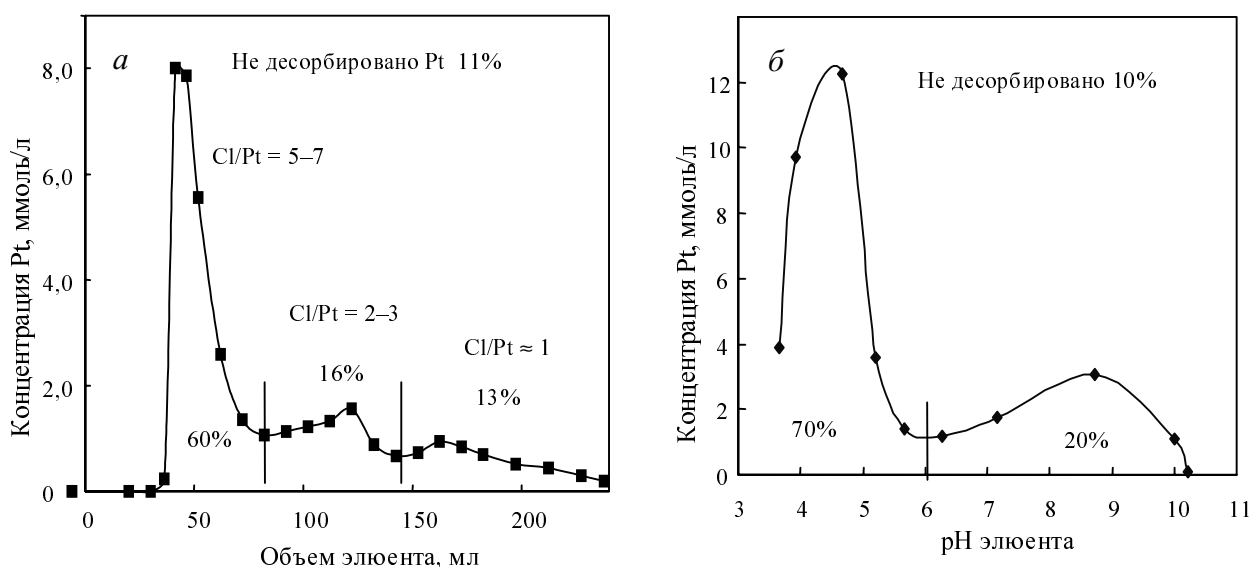 а
Не десорбировано Pt 11%
Cl/Pt = 5–7
Cl/Pt = 2–3
Cl/Pt ≈ 1
16%
13%
60%
8,0
6,0
4,0
2,0
0
0 50 100 150 200
Концентрация Pt, ммоль/л
Объем элюента, мл
б
Не десорбировано 10%
70%
20%
12
10
8
6
4
2
0
3 4 5 6 7 8 9 10 11
Концентрация Pt, ммоль/л
pH элюента